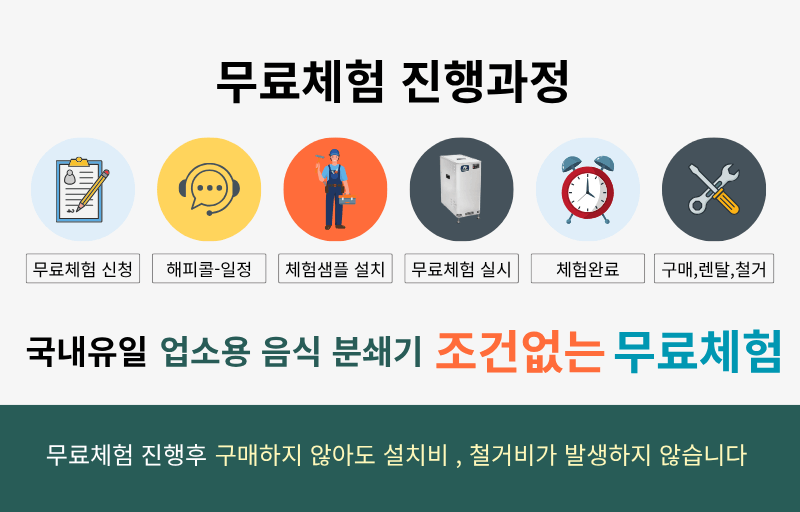 무료체험 진행과정
무료체험 신청
해피콜-일정
체험샘플 설치
무료체험 실시
체험완료
구매,렌탈,철거
국내유일 업소용 음식 분쇄기 조건없는 무료체험
무료체험 진행후 구매하지 않아도 설치비 , 철거비가 발생하지 않습니다